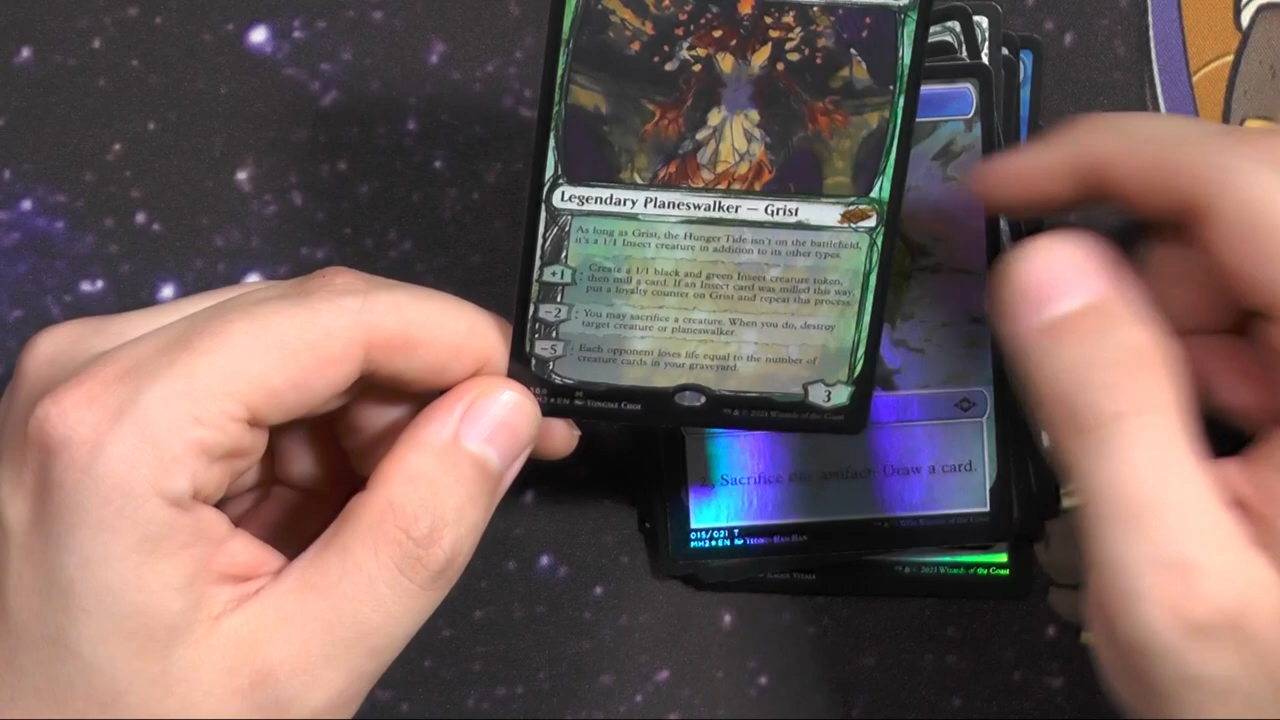 Legendary Planeswalker — Grist
As long as Grist, the Hunger Tide isn't on the battlefield,
it's a 1/1 Insect creature in addition to its other types.
+1 : Create a 1/1 black and green Insect creature token,
then mill a card. If an Insect card was milled this way,
put a loyalty counter on Grist and repeat this process.
-2 : You may sacrifice a creature. When you do, destroy
target creature or planeswalker.
-5 : Each opponent loses life equal to the number of
creature cards in your graveyard.
3
MH2 ★ EN YONGJAE CHOI
™ & © 2021 Wizards of the Coast
Sacrifice this artifact: Draw a card.
015/021 T
MH2 ★ EN
™ & © 2021 Wizards of the Coast